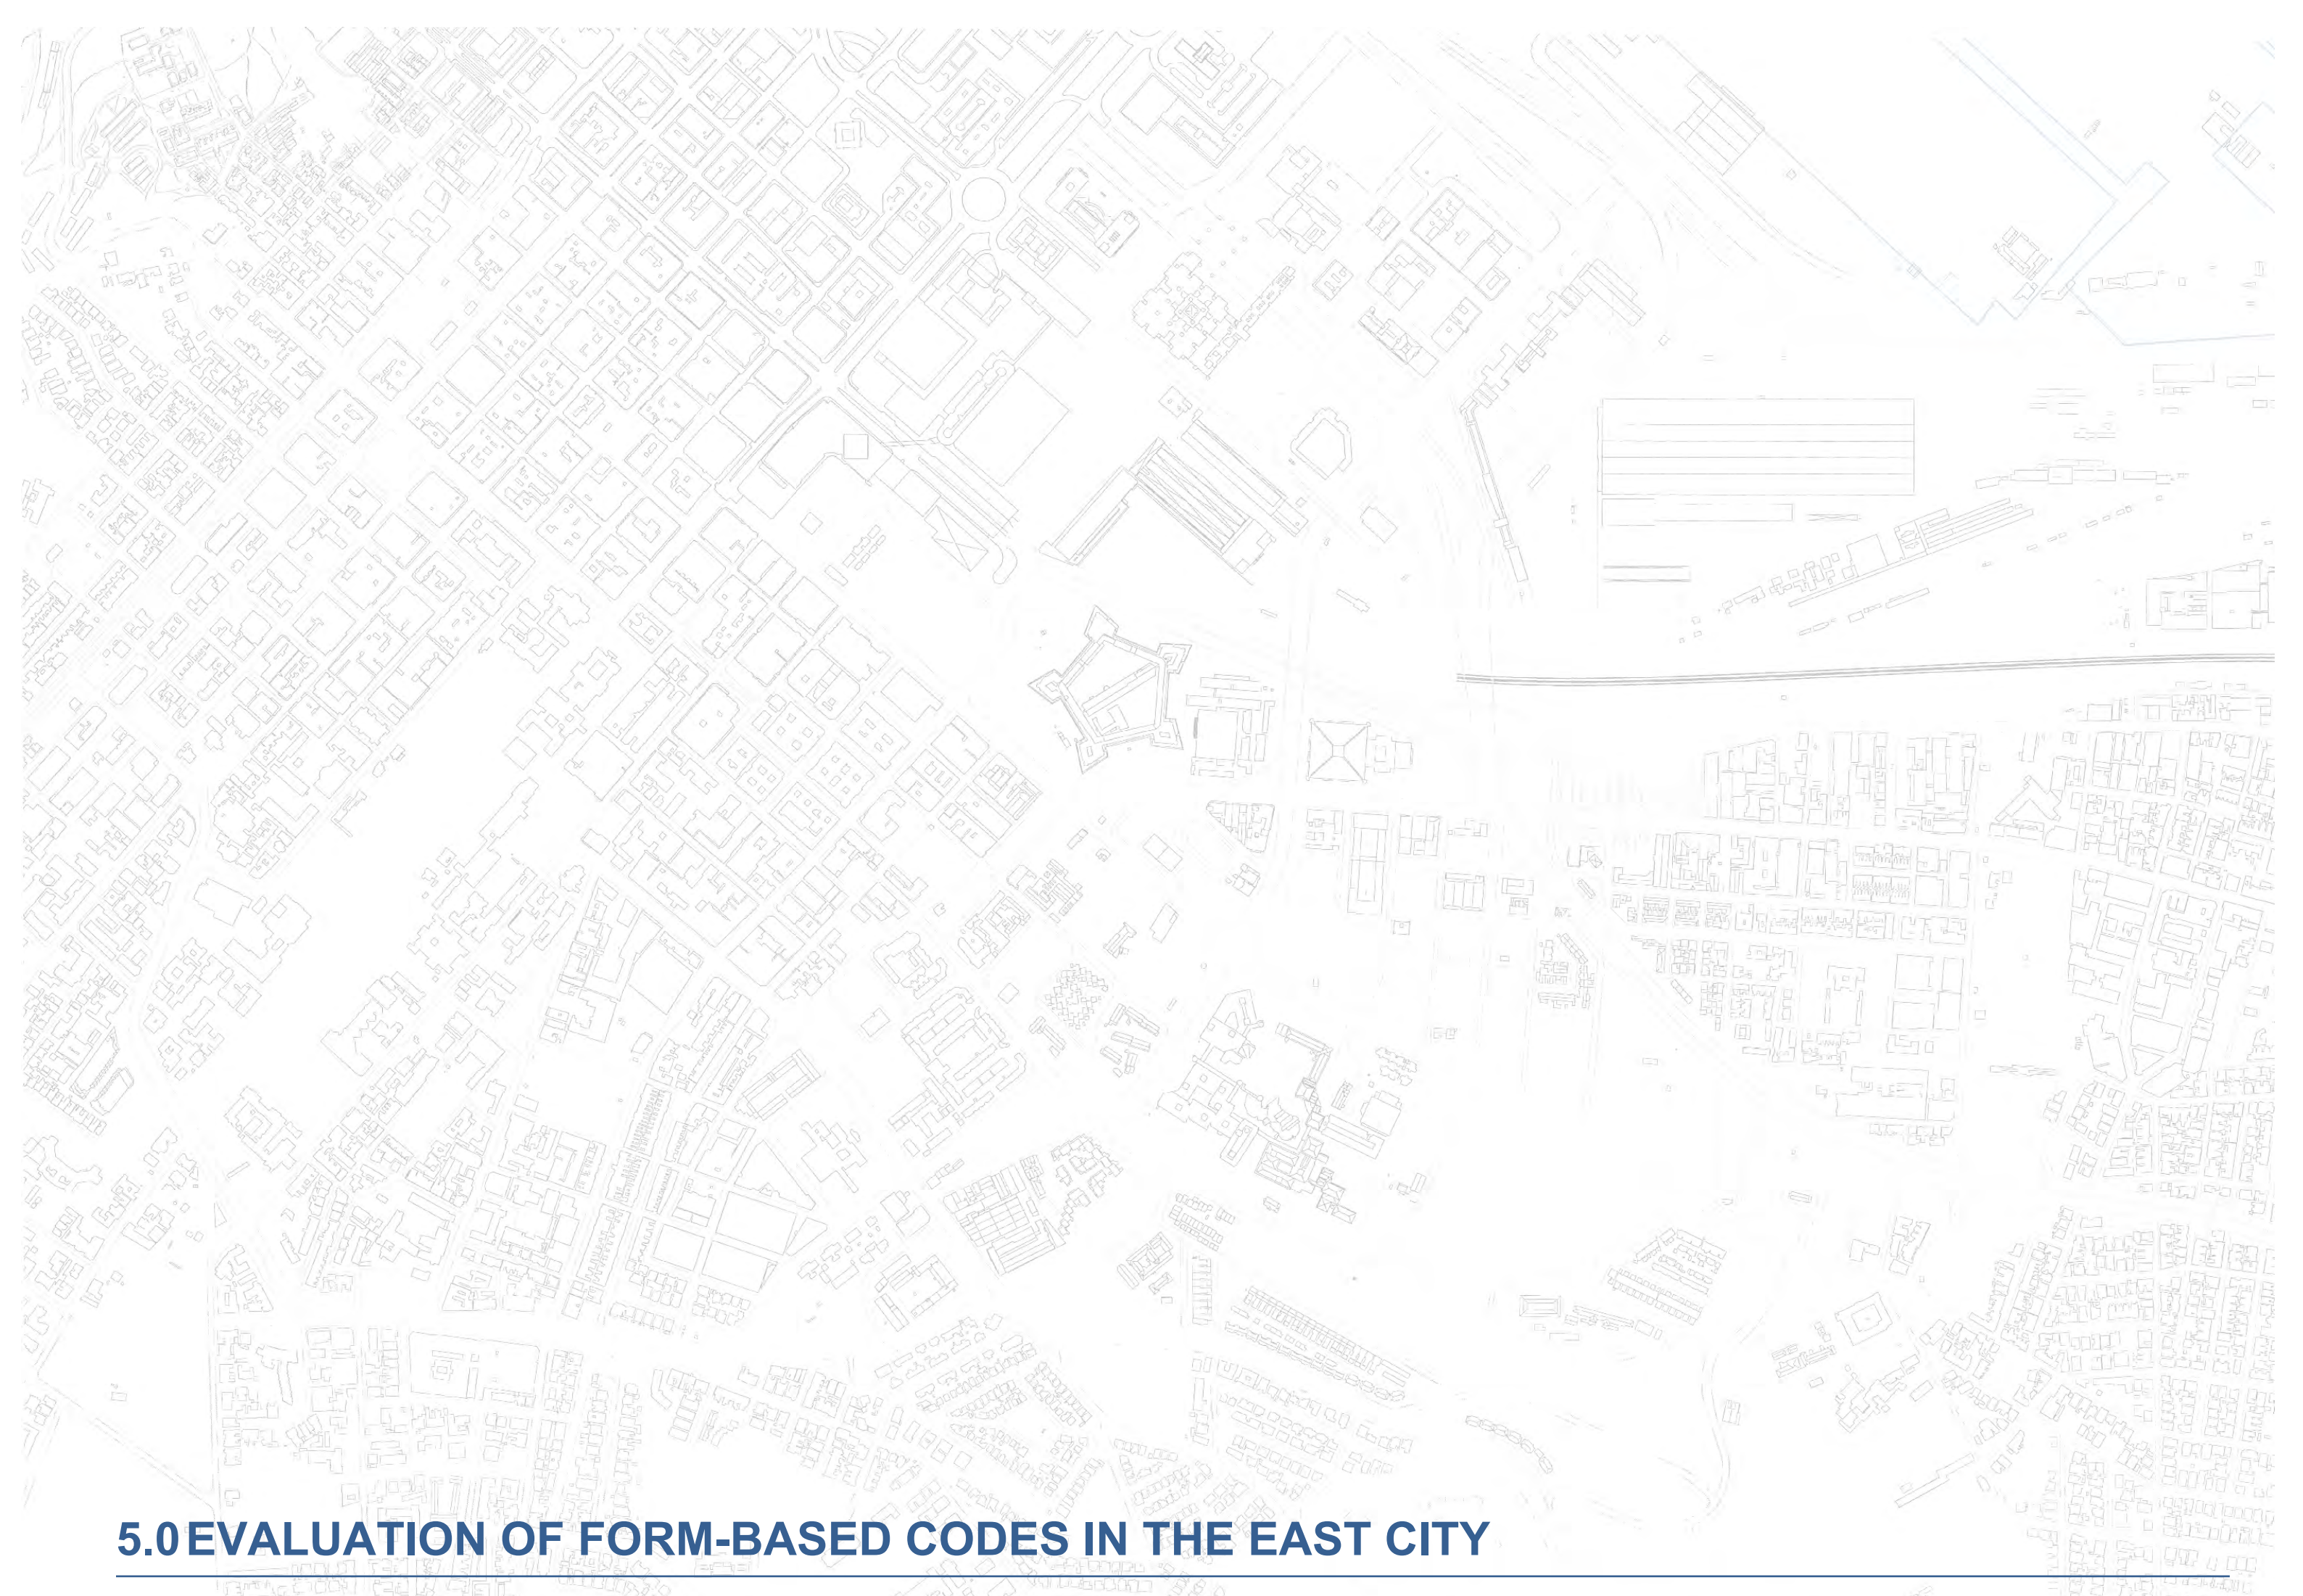 5.0 EVALUATION OF FORM-BASED CODES IN THE EAST CITY